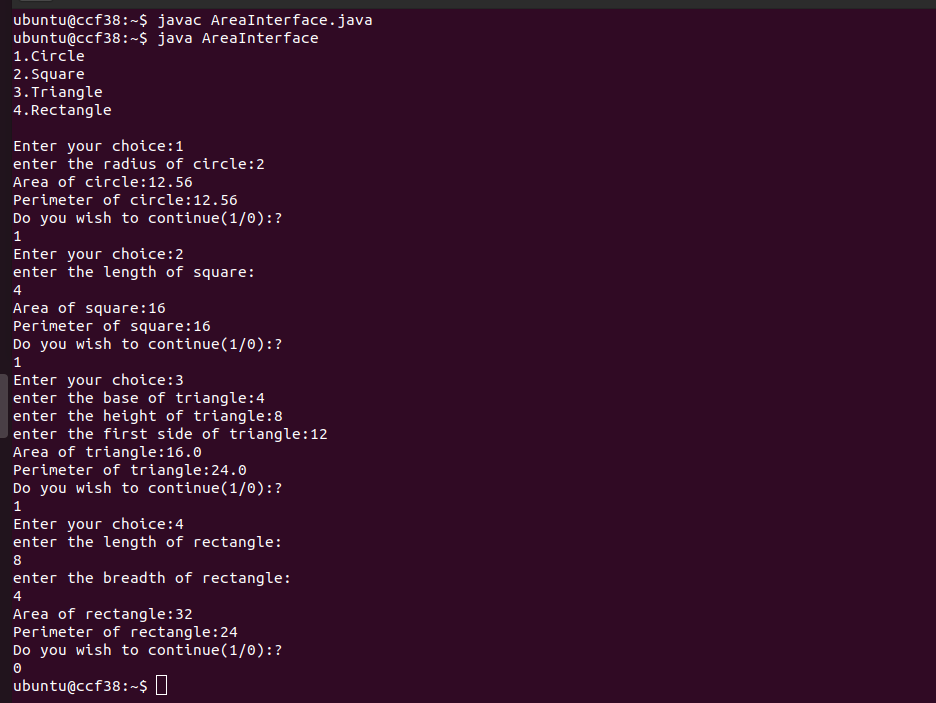 ubuntu@ccf38:~$ javac AreaInterface.java
ubuntu@ccf38:~$ java AreaInterface
1.Circle
2.Square
3.Triangle
4.Rectangle
Enter your choice:1
enter the radius of circle:2
Area of circle:12.56
Perimeter of circle:12.56
Do you wish to continue(1/0):?
1
Enter your choice:2
enter the length of square:
4
Area of square:16
Perimeter of square:16
Do you wish to continue(1/0):?
1
Enter your choice:3
enter the base of triangle:4
enter the height of triangle:8
enter the first side of triangle:12
Area of triangle:16.0
Perimeter of triangle:24.0
Do you wish to continue(1/0):?
1
Enter your choice:4
enter the length of rectangle:
8
enter the breadth of rectangle:
4
Area of rectangle:32
Perimeter of rectangle:24
Do you wish to continue(1/0):?
0
ubuntu@ccf38:~$